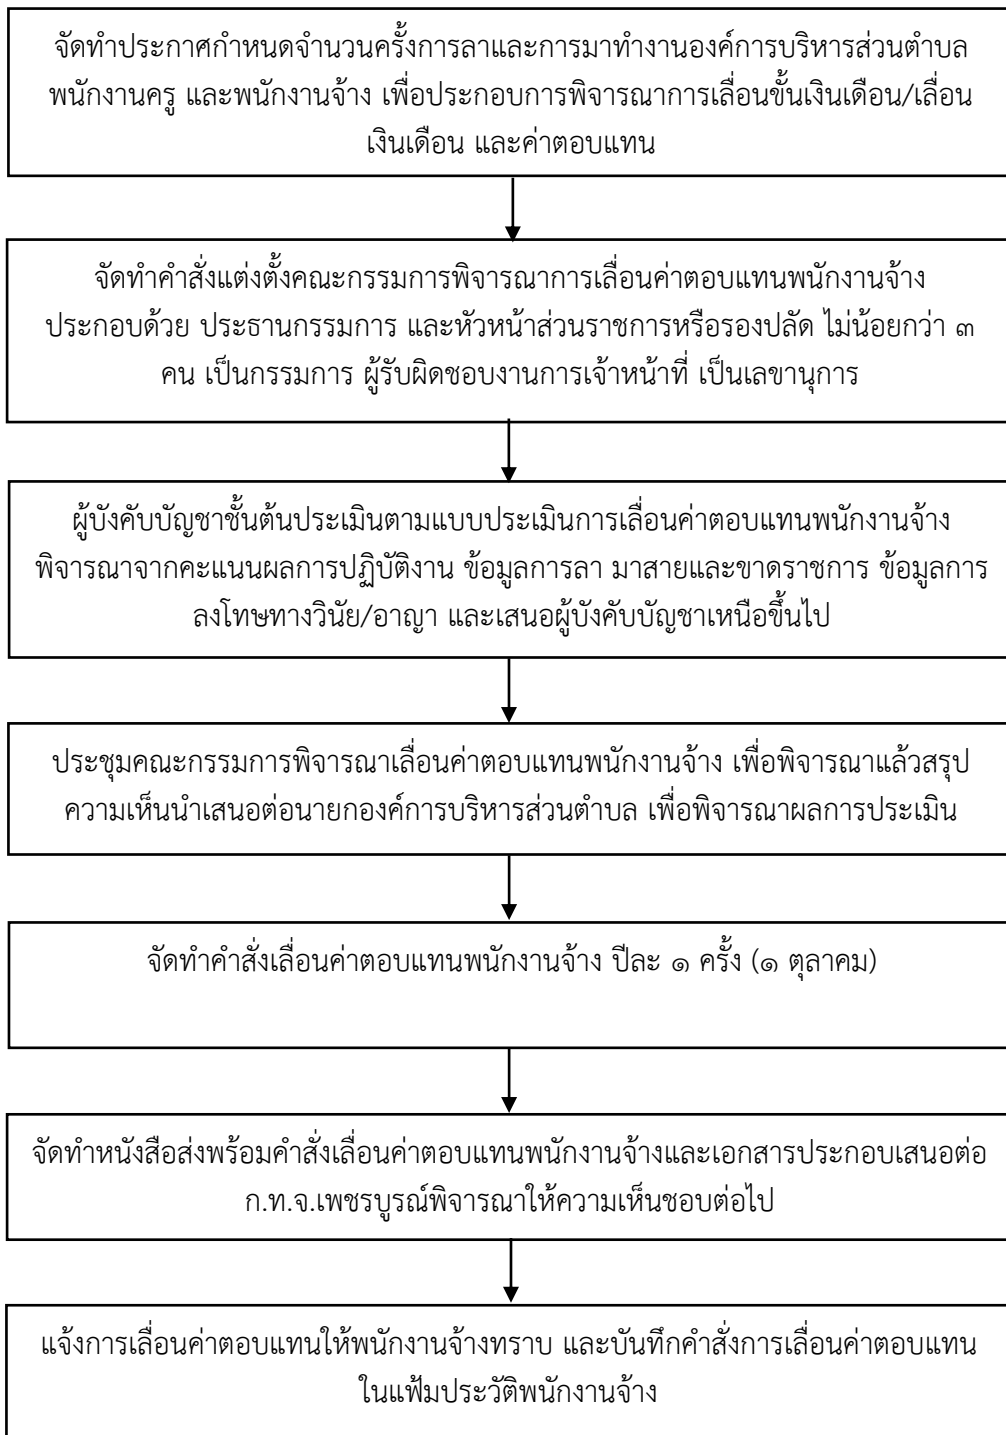 จัดทำประกาศกำหนดจำนวนครั้งการลาและการมาทำงานองค์การบริหารส่วนตำบล
พนักงานครู และพนักงานจ้าง เพื่อประกอบการพิจารณาการเลื่อนขั้นเงินเดือน/เลื่อน
เงินเดือน และค่าตอบแทน
จัดทำคำสั่งแต่งตั้งคณะกรรมการพิจารณาการเลื่อนค่าตอบแทนพนักงานจ้าง
ประกอบด้วย ประธานกรรมการ และหัวหน้าส่วนราชการหรือรองปลัด ไม่น้อยกว่า ๓
คน เป็นกรรมการ ผู้รับผิดชอบงานการเจ้าหน้าที่ เป็นเลขานุการ
ผู้บังคับบัญชาชั้นต้นประเมินตามแบบประเมินการเลื่อนค่าตอบแทนพนักงานจ้าง
พิจารณาจากคะแนนผลการปฏิบัติงาน ข้อมูลการลา มาสายและขาดราชการ ข้อมูลการ
ลงโทษทางวินัย/อาญา และเสนอผู้บังคับบัญชาเหนือขึ้นไป
ประชุมคณะกรรมการพิจารณาเลื่อนค่าตอบแทนพนักงานจ้าง เพื่อพิจารณาแล้วสรุป
ความเห็นนำเสนอต่อนายกองค์การบริหารส่วนตำบล เพื่อพิจารณาผลการประเมิน
จัดทำคำสั่งเลื่อนค่าตอบแทนพนักงานจ้าง ปีละ ๑ ครั้ง (๑ ตุลาคม)
จัดทำหนังสือส่งพร้อมคำสั่งเลื่อนค่าตอบแทนพนักงานจ้างและเอกสารประกอบเสนอต่อ
ก.ท.จ.เพชรบูรณ์พิจารณาให้ความเห็นชอบต่อไป
แจ้งการเลื่อนค่าตอบแทนให้พนักงานจ้างทราบ และบันทึกคำสั่งการเลื่อนค่าตอบแทน
ในแฟ้มประวัติพนักงานจ้าง